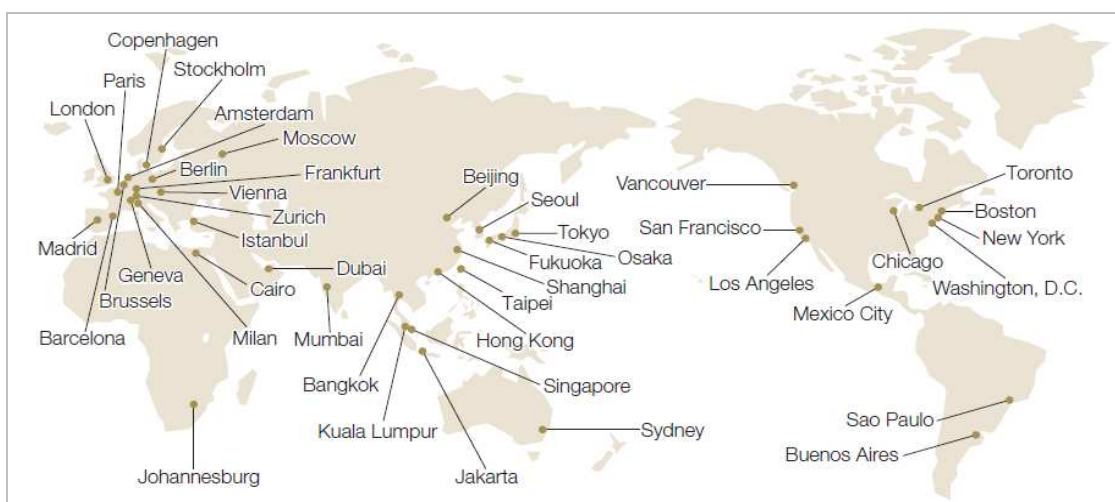 Copenhagen
Stockholm
Paris
London
Amsterdam
Moscow
Berlin
Frankfurt
Vienna
Zurich
Istanbul
Madrid
Geneva
Brussels
Cairo
Dubai
Barcelona
Milan
Mumbai
Johannesburg
Beijing
Seoul
Tokyo
Osaka
Fukuoka
Shanghai
Taipei
Hong Kong
Bangkok
Singapore
Kuala Lumpur
Jakarta
Sydney
Vancouver
San Francisco
Los Angeles
Mexico City
Toronto
Boston
New York
Chicago
Washington, D.C.
Sao Paulo
Buenos Aires